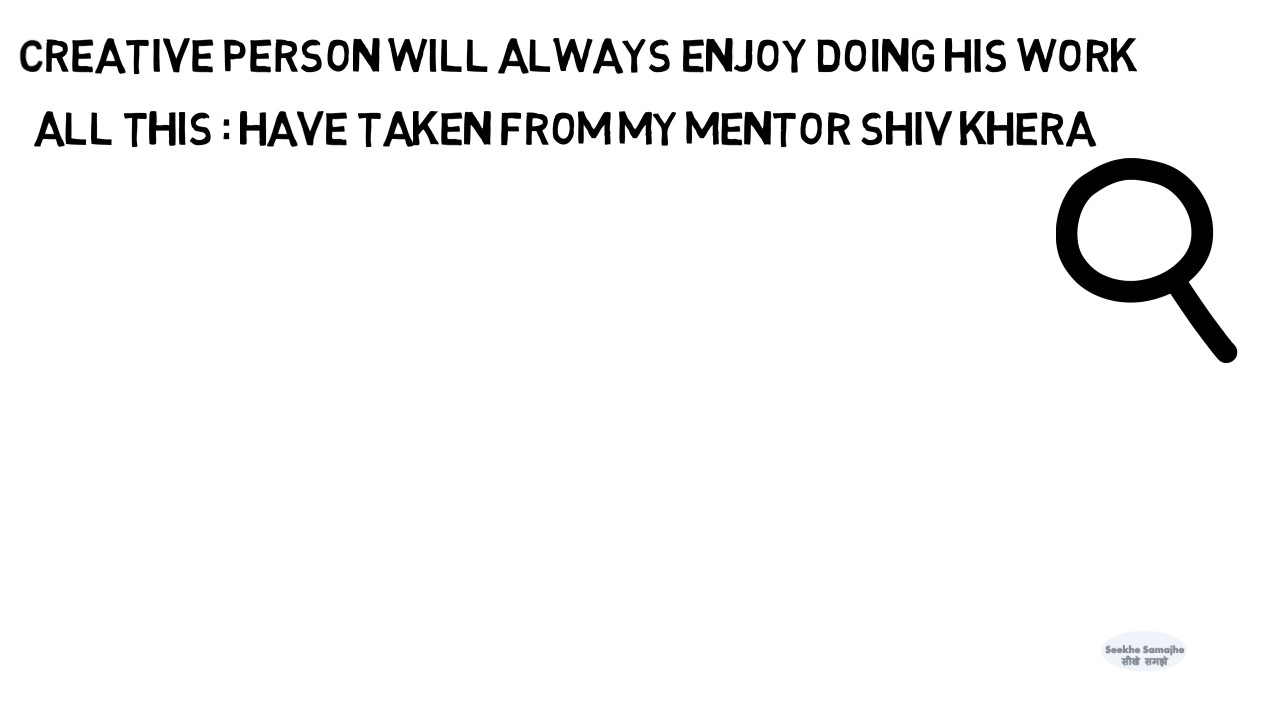 CREATIVE PERSON WILL ALWAYS ENJOY DOING HIS WORK
ALL THIS : HAVE TAKEN FROM MY MENTOR SHIV KHERA
Seekho Samajhe
सीखे समझे